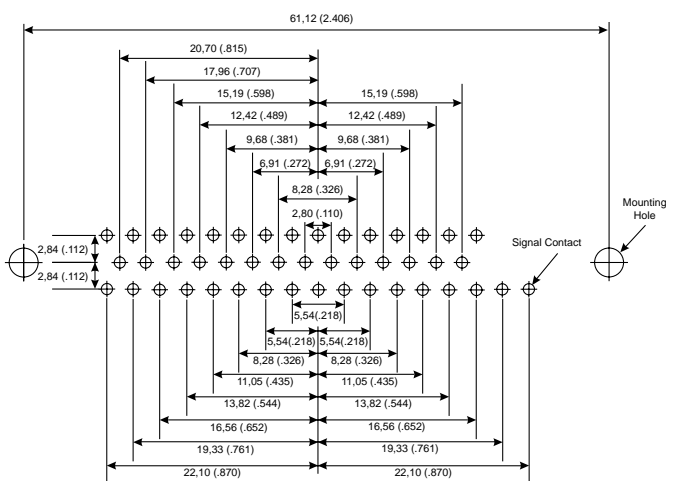 61,12 (2.406)
20,70 (.815)
17,96 (.707)
15,19 (.598) 15,19 (.598)
12,42 (.489) 12,42 (.489)
9,68 (.381) 9,68 (.381)
6,91 (.272) 6,91 (.272)
8,28 (.326)
2,80 (.110)
Mounting
Hole
Signal Contact
2,84 (.112)
2,84 (.112)
5,54(.218)
5,54(.218) 5,54(.218)
8,28 (.326) 8,28 (.326)
11,05 (.435) 11,05 (.435)
13,82 (.544) 13,82 (.544)
16,56 (.652) 16,56 (.652)
19,33 (.761) 19,33 (.761)
22,10 (.870) 22,10 (.870)